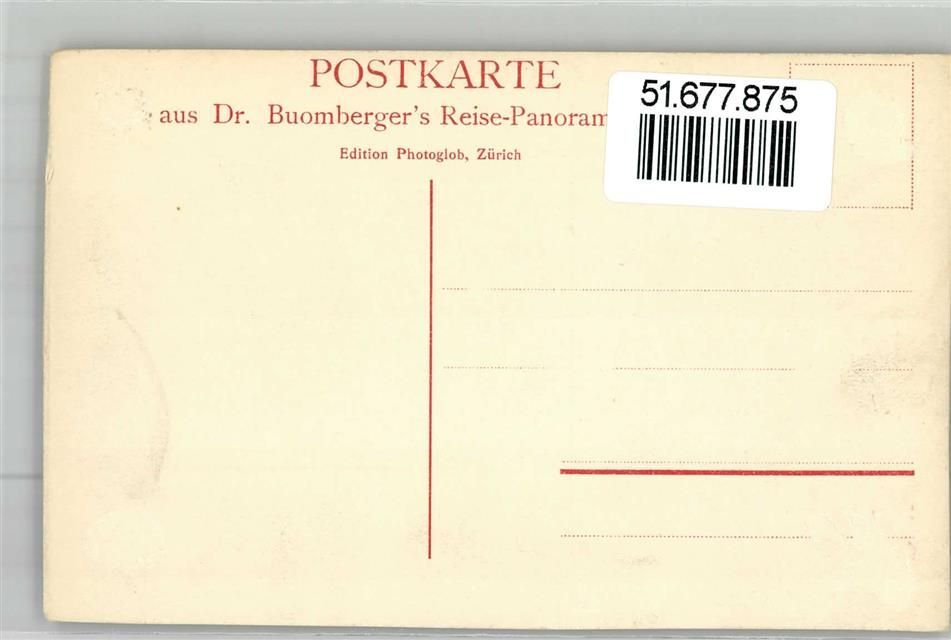 POSTKARTE
aus Dr. Buomberger's Reise-Panoram
Edition Photoglob, Zürich
51.677.875